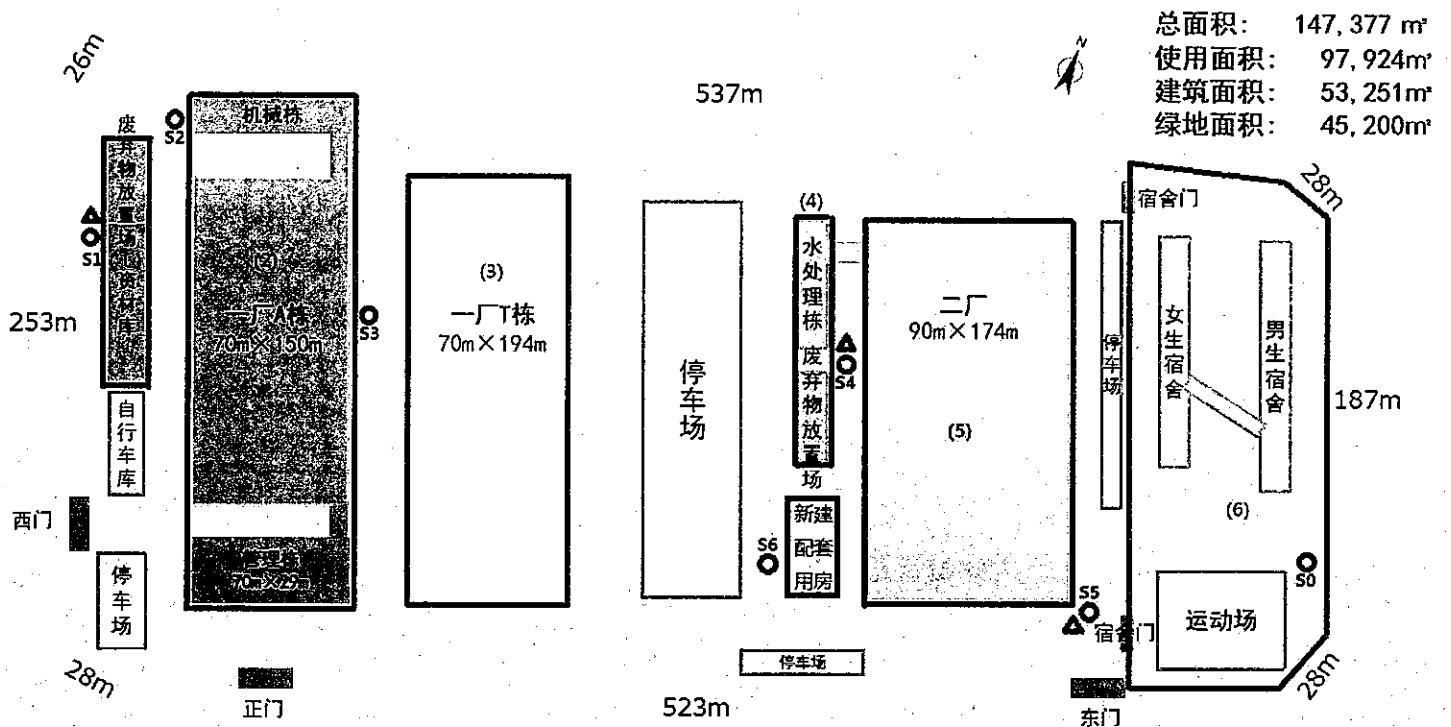 总面积： 147,377 ㎡
使用面积： 97,924㎡
建筑面积： 53,251㎡
绿地面积： 45,200㎡
N
26m
537m
28m
253m
187m
28m
523m
28m
废弃物放置场
资材库
S1
自行车库
西门
停车场
正门
机械栋
S2
(2)
一厂A栋
70m×150m
S3
管理栋
70m×29m
(3)
一厂T栋
70m×194m
停车场
(4)
水处理栋
废弃物放置场
S4
新建
配套
用房
S6
停车场
二厂
90m×174m
(5)
S5
停车场
宿舍门
女生宿舍
男生宿舍
(6)
S0
运动场
宿舍门
东门